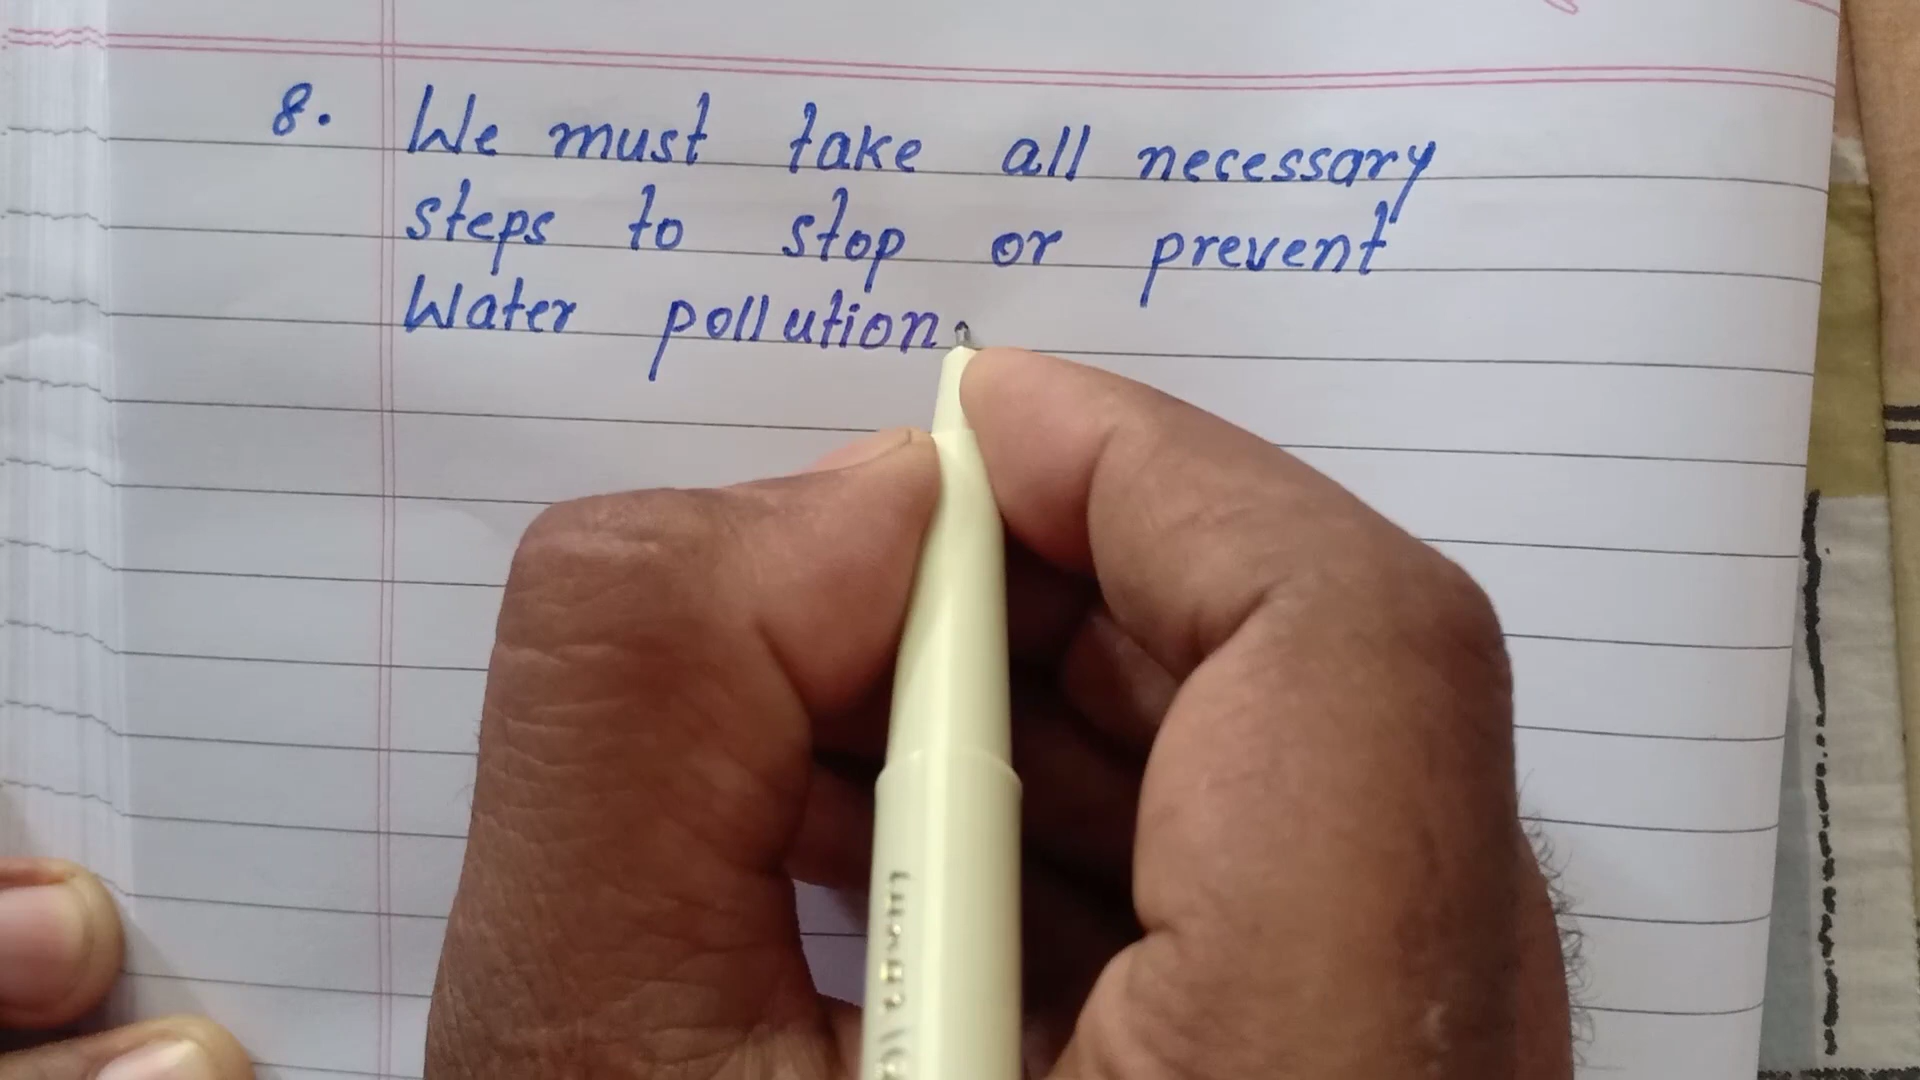 8. We must take all necessary
steps to stop or prevent
Water pollution.